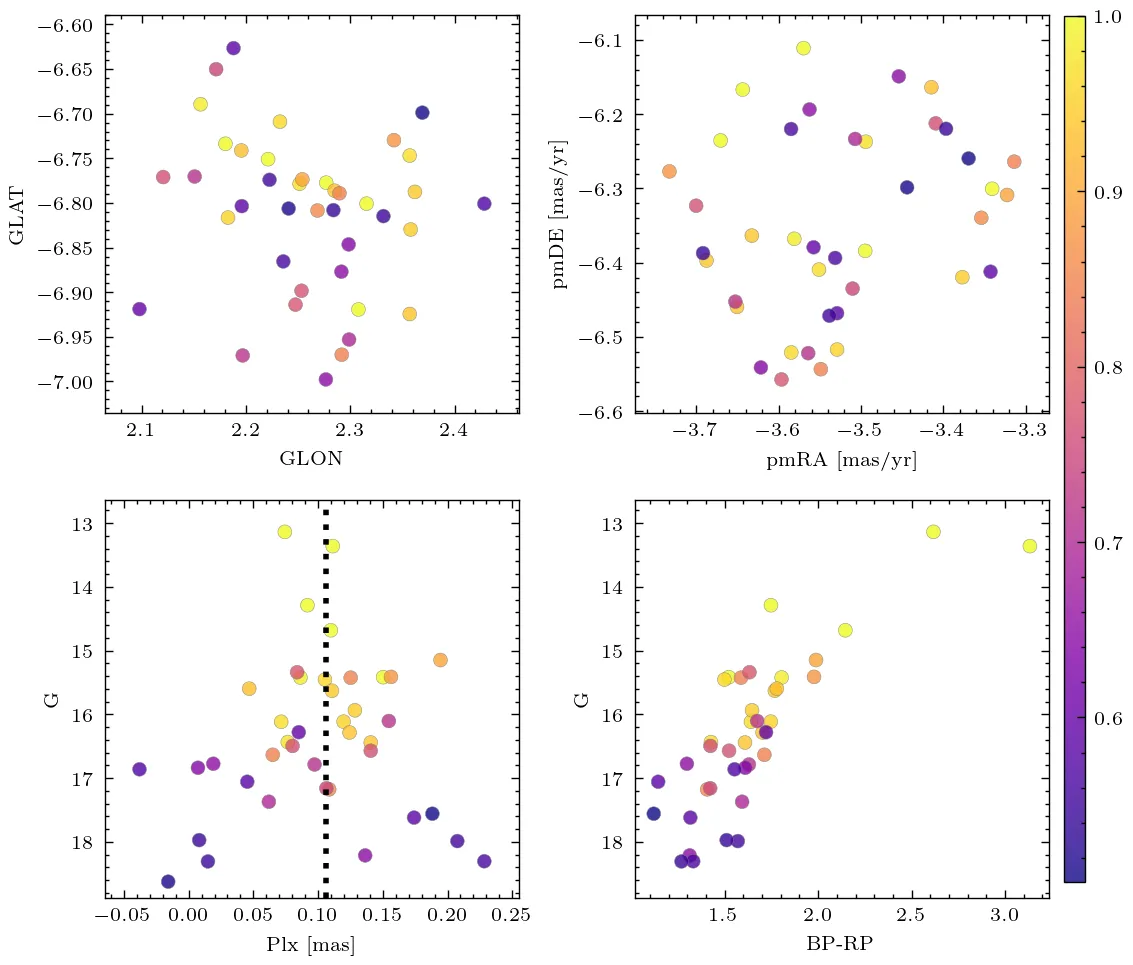 −6.60
−6.65
−6.70
−6.75
−6.80
−6.85
−6.90
−6.95
−7.00
GLAT
2.1 2.2 2.3 2.4
GLON
−6.1
−6.2
−6.3
−6.4
−6.5
−6.6
pmDE [mas/yr]
−3.7 −3.6 −3.5 −3.4 −3.3
pmRA [mas/yr]
13
14
15
16
17
18
G
−0.05 0.00 0.05 0.10 0.15 0.20 0.25
Plx [mas]
13
14
15
16
17
18
G
1.5 2.0 2.5 3.0
BP-RP
1.0
0.9
0.8
0.7
0.6